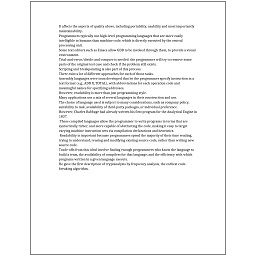 It affects the aspects of quality above, including portability, usability and most importantly
maintainability.
Programmers typically use high-level programming languages that are more easily
intelligible to humans than machine code, which is directly executed by the central
processing unit.
Some text editors such as Emacs allow GDB to be invoked through them, to provide a visual
environment.
Trial-and-error/divide-and-conquer is needed: the programmer will try to remove some
parts of the original test case and check if the problem still exists.
Scripting and breakpointing is also part of this process.
There exist a lot of different approaches for each of those tasks.
Assembly languages were soon developed that let the programmer specify instruction in a
text format (e.g., ADD X, TOTAL), with abbreviations for each operation code and
meaningful names for specifying addresses.
However, readability is more than just programming style.
Many applications use a mix of several languages in their construction and use.
The choice of language used is subject to many considerations, such as company policy,
suitability to task, availability of third-party packages, or individual preference.
However, Charles Babbage had already written his first program for the Analytical Engine in
1837.
These compiled languages allow the programmer to write programs in terms that are
syntactically richer, and more capable of abstracting the code, making it easy to target
varying machine instruction sets via compilation declarations and heuristics.
Readability is important because programmers spend the majority of their time reading,
trying to understand, reusing and modifying existing source code, rather than writing new
source code.
Trade-offs from this ideal involve finding enough programmers who know the language to
build a team, the availability of compilers for that language, and the efficiency with which
programs written in a given language execute.
He gave the first description of cryptanalysis by frequency analysis, the earliest code-
breaking algorithm.